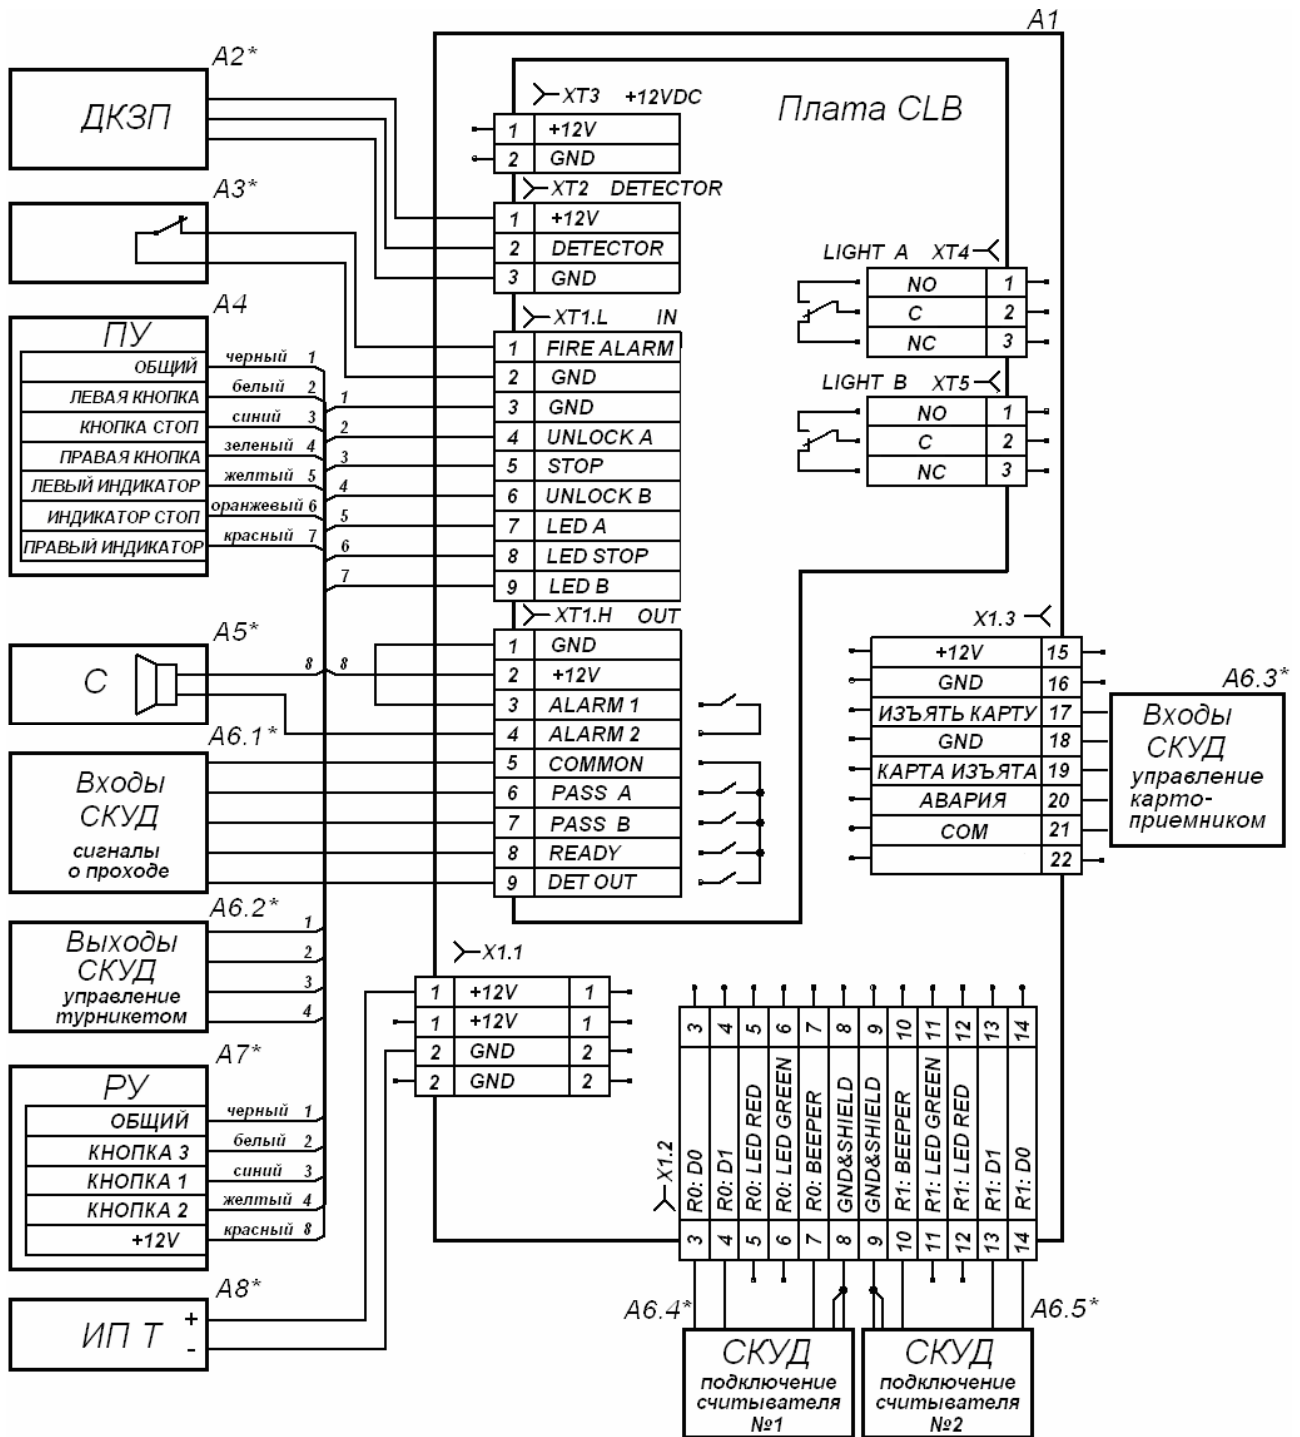 A1
A2*
ДКЗП
A3*
A4
ПУ
ОБЩИЙ черный 1
ЛЕВАЯ КНОПКА белый 2
КНОПКА СТОП синий 3
ПРАВАЯ КНОПКА зеленый 4
ЛЕВЫЙ ИНДИКАТОР желтый 5
ИНДИКАТОР СТОП оранжевый 6
ПРАВЫЙ ИНДИКАТОР красный 7
1
2
3
4
5
6
7
A5*
С
8 8
A6.1*
Входы
СКУД
сигналы
о проходе
A6.2*
Выходы
СКУД
управление
турникетом
1
2
3
4
A7*
РУ
ОБЩИЙ черный 1
КНОПКА 3 белый 2
КНОПКА 1 синий 3
КНОПКА 2 желтый 4
+12V красный 8
A8*
ИП Т + -
Плата CLB
XT3 +12VDC
1 +12V
2 GND
XT2 DETECTOR
1 +12V
2 DETECTOR
3 GND
XT1.L IN
1 FIRE ALARM
2 GND
3 GND
4 UNLOCK A
5 STOP
6 UNLOCK B
7 LED A
8 LED STOP
9 LED B
XT1.H OUT
1 GND
2 +12V
3 ALARM 1
4 ALARM 2
5 COMMON
6 PASS A
7 PASS B
8 READY
9 DET OUT
LIGHT A XT4
NO 1
C 2
NC 3
LIGHT B XT5
NO 1
C 2
NC 3
X1.3
+12V 15
GND 16
ИЗЪЯТЬ КАРТУ 17
GND 18
КАРТА ИЗЪЯТА 19
АВАРИЯ 20
COM 21
22
A6.3*
Входы
СКУД
управление
карто-
приемником
X1.1
1 +12V 1
1 +12V 1
2 GND 2
2 GND 2
X1.2
3 R0: D0 3
4 R0: D1 4
5 R0: LED RED 5
6 R0: LED GREEN 6
7 R0: BEEPER 7
8 GND&SHIELD 8
9 GND&SHIELD 9
10 R1: BEEPER 10
11 R1: LED GREEN 11
12 R1: LED RED 12
13 R1: D1 13
14 R1: D0 14
A6.4*
СКУД
подключение
считывателя
№1
A6.5*
СКУД
подключение
считывателя
№2